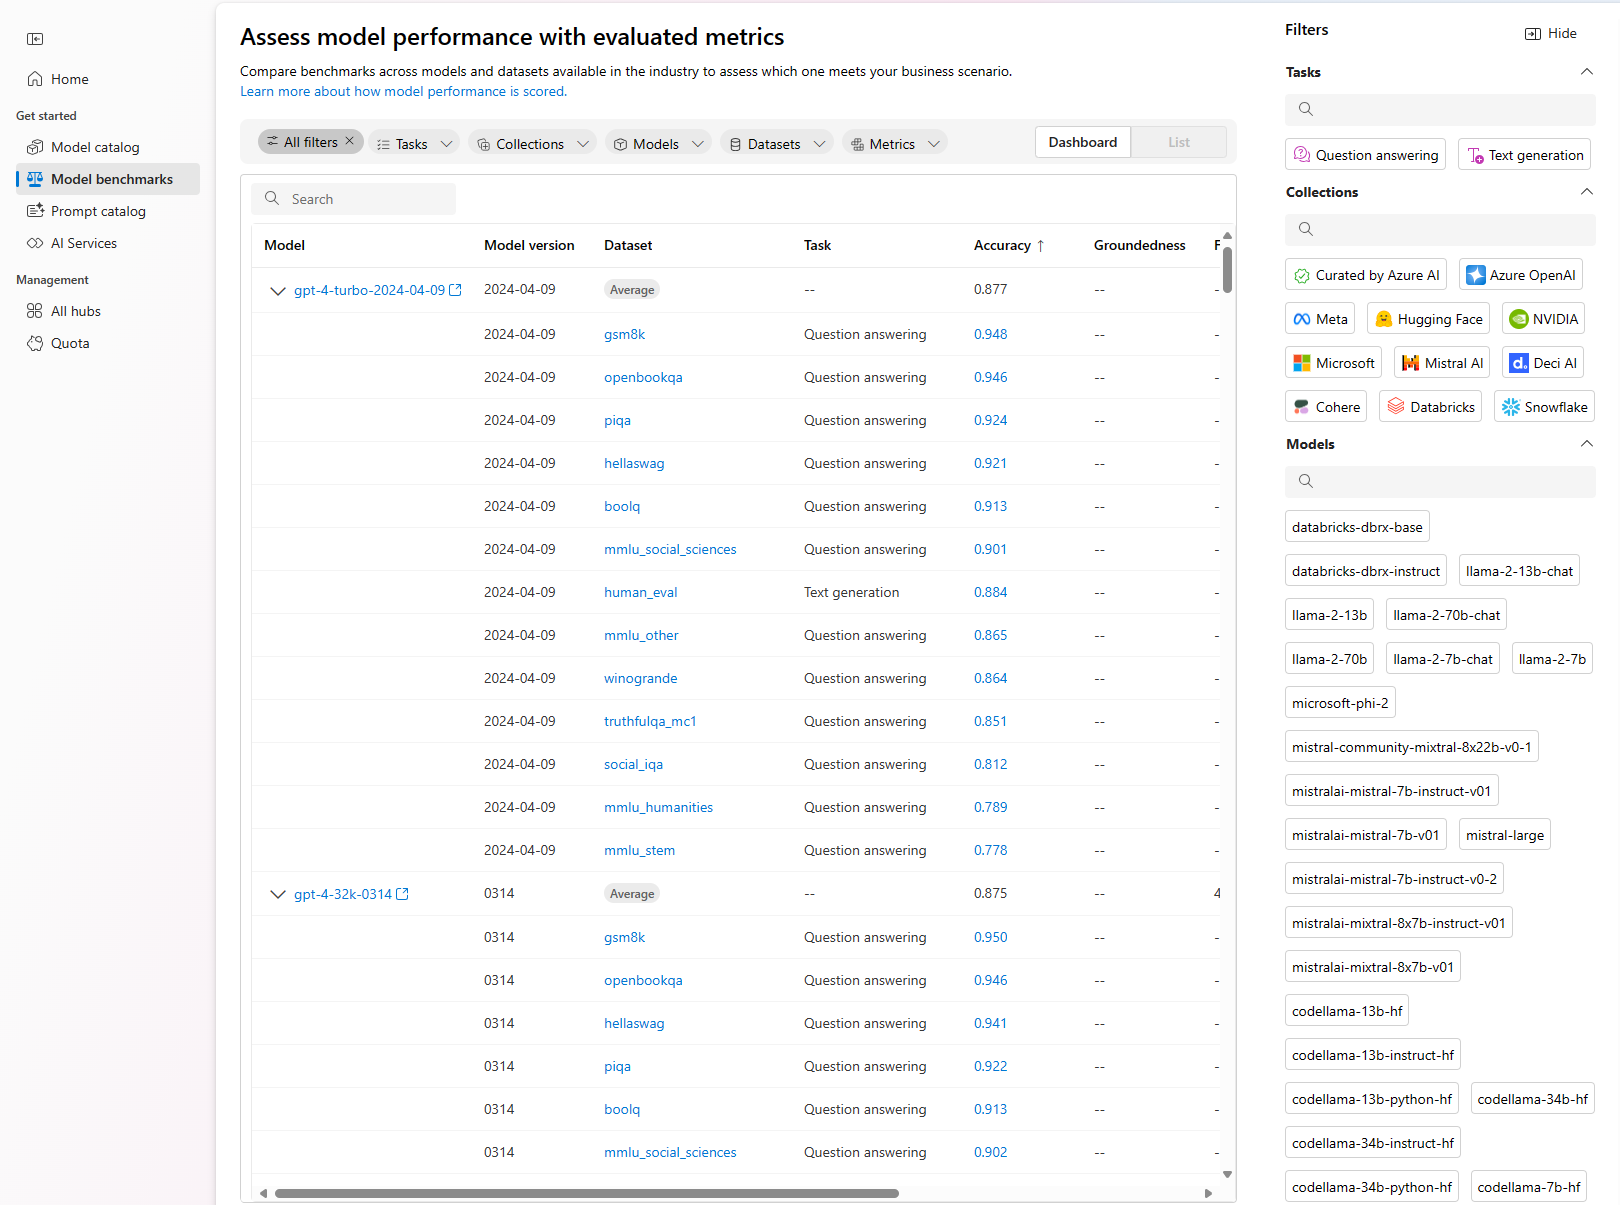 Home
Get started
Model catalog
Model benchmarks
Prompt catalog
AI Services
Management
All hubs
Quota
Assess model performance with evaluated metrics
Compare benchmarks across models and datasets available in the industry to assess which one meets your business scenario.
Learn more about how model performance is scored.
All filters Tasks Collections Models Datasets Metrics Dashboard List
Search
Model Model version Dataset Task Accuracy ↑ Groundedness F
gpt-4-turbo-2024-04-09 2024-04-09 Average -- 0.877 -- -
2024-04-09 gsm8k Question answering 0.948 -- -
2024-04-09 openbookqa Question answering 0.946 -- -
2024-04-09 piqa Question answering 0.924 -- -
2024-04-09 hellaswag Question answering 0.921 -- -
2024-04-09 boolq Question answering 0.913 -- -
2024-04-09 mmlu_social_sciences Question answering 0.901 -- -
2024-04-09 human_eval Text generation 0.884 -- -
2024-04-09 mmlu_other Question answering 0.865 -- -
2024-04-09 winogrande Question answering 0.864 -- -
2024-04-09 truthfulqa_mc1 Question answering 0.851 -- -
2024-04-09 social_iqa Question answering 0.812 -- -
2024-04-09 mmlu_humanities Question answering 0.789 -- -
2024-04-09 mmlu_stem Question answering 0.778 -- -
gpt-4-32k-0314 0314 Average -- 0.875 -- 4
0314 gsm8k Question answering 0.950 -- -
0314 openbookqa Question answering 0.946 -- -
0314 hellaswag Question answering 0.941 -- -
0314 piqa Question answering 0.922 -- -
0314 boolq Question answering 0.913 -- -
0314 mmlu_social_sciences Question answering 0.902 -- -
Filters Hide
Tasks
Question answering Text generation
Collections
Curated by Azure AI Azure OpenAI
Meta Hugging Face NVIDIA
Microsoft Mistral AI Deci AI
Cohere Databricks Snowflake
Models
databricks-dbrx-base
databricks-dbrx-instruct llama-2-13b-chat
llama-2-13b llama-2-70b-chat
llama-2-70b llama-2-7b-chat llama-2-7b
microsoft-phi-2
mistral-community-mixtral-8x22b-v0-1
mistralai-mistral-7b-instruct-v01
mistralai-mistral-7b-v01 mistral-large
mistralai-mistral-7b-instruct-v0-2
mistralai-mixtral-8x7b-instruct-v01
mistralai-mixtral-8x7b-v01
codellama-13b-hf
codellama-13b-instruct-hf
codellama-13b-python-hf codellama-34b-hf
codellama-34b-instruct-hf
codellama-34b-python-hf codellama-7b-hf